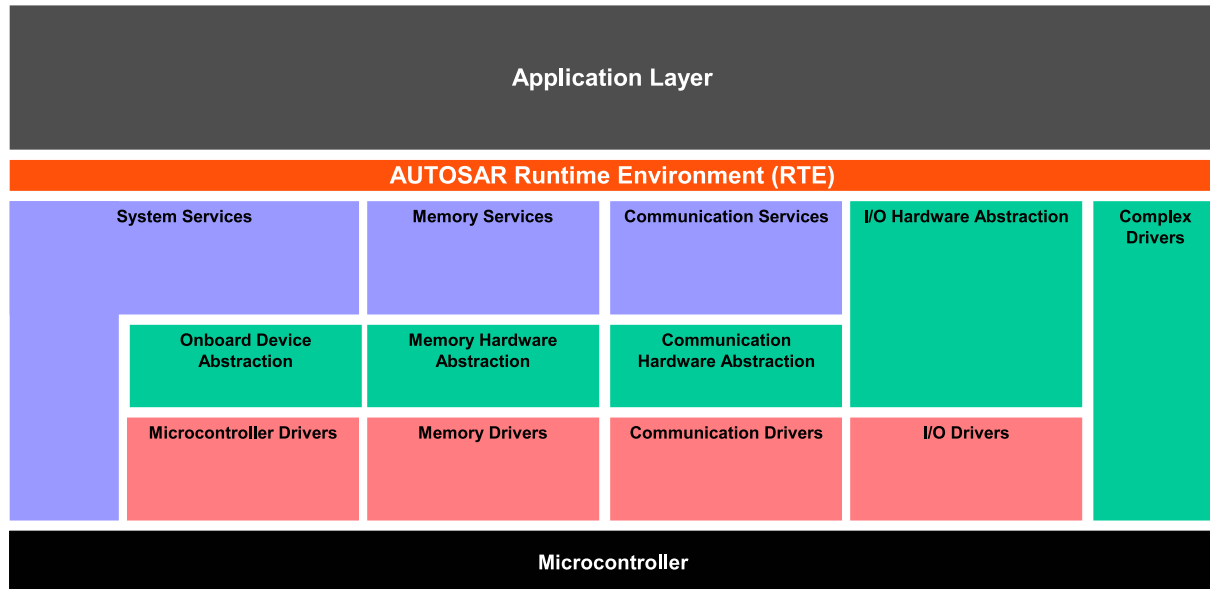 Application Layer
AUTOSAR Runtime Environment (RTE)
System Services
Memory Services
Communication Services
I/O Hardware Abstraction
Complex
Drivers
Onboard Device
Abstraction
Memory Hardware
Abstraction
Communication
Hardware Abstraction
Microcontroller Drivers
Memory Drivers
Communication Drivers
I/O Drivers
Microcontroller